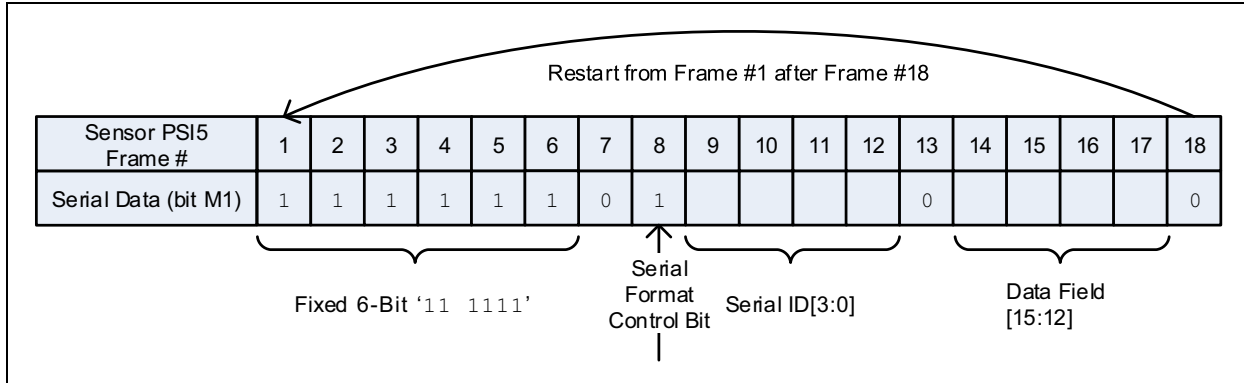 Restart from Frame #1 after Frame #18
Sensor PSI5
Frame #
1 2 3 4 5 6 7 8 9 10 11 12 13 14 15 16 17 18
Serial Data (bit M1)
1 1 1 1 1 1 0 1 0 0
Fixed 6-Bit ‘11 1111’
Serial
Format
Control Bit
Serial ID[3:0]
Data Field
[15:12]